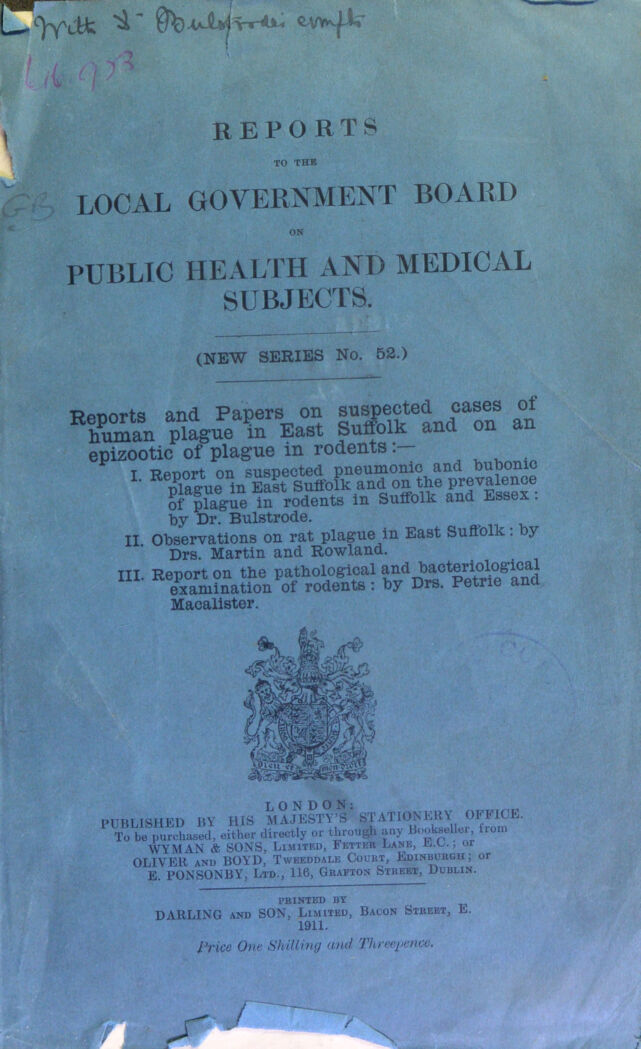 With Dr Bulstrode's compts
REPORTS
TO THE
GB
LOCAL GOVERNMENT BOARD
ON
PUBLIC HEALTH AND MEDICAL
SUBJECTS.
(NEW SERIES No. 52.)
Reports and Papers on suspected cases of
human plague in East Suffolk and on an
epizootic of plague in rodents:—
I. Report on suspected pneumonic and bubonic
plague in East Suffolk and on the prevalence
of plague in rodents in Suffolk and Essex:
by Dr. Bulstrode.
II. Observations on rat plague in East Suffolk: by
Drs. Martin and Rowland.
III. Report on the pathological and bacteriological
examination of rodents: by Drs. Petrie and
Macalister.
LONDON:
PUBLISHED BY HIS MAJESTY'S STATIONERY OFFICE.
To be purchased, either directly or through any Bookseller, from
WYMAN & SONS, LIMITED, FETTER LANE, E.C.; or
OLIVER AND BOYD, TWEEDDALE COURT, EDINBURGH; or
E. PONSONBY, LTD., 116, GRAFTON STREET, DUBLIN.
PRINTED BY
DARLING AND SON, LIMITED, BACON STREET, E.
1911.
Price One Shilling and Threepence.